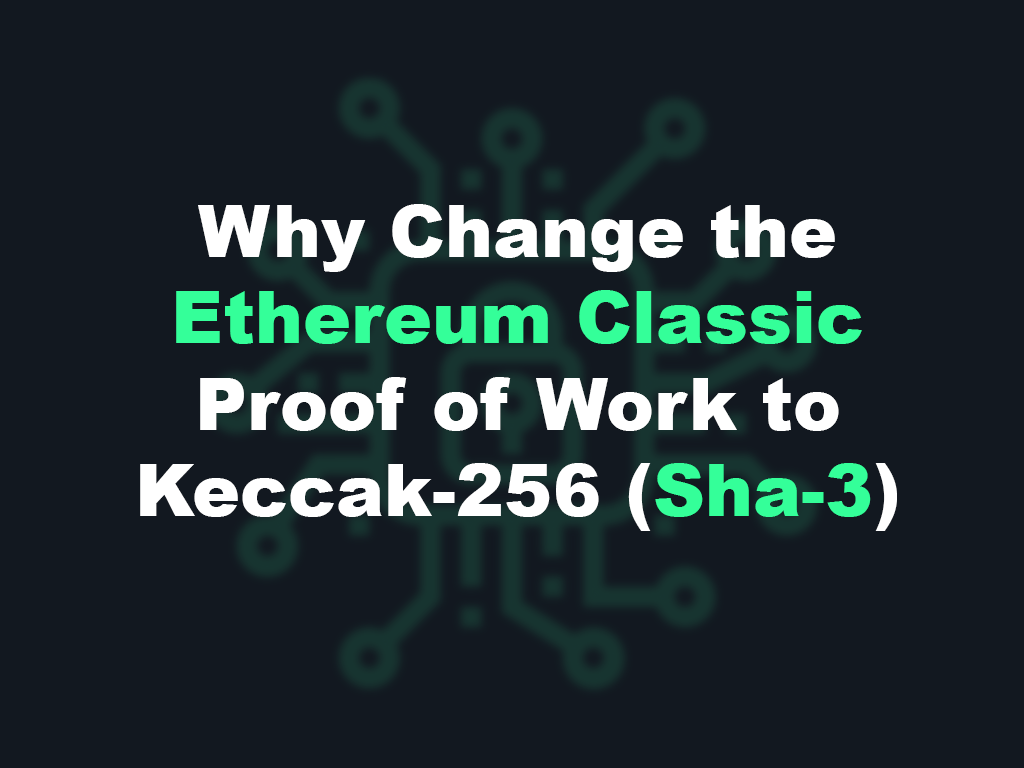 Why Change the
Ethereum Classic
Proof of Work to
Keccak-256 (Sha-3)